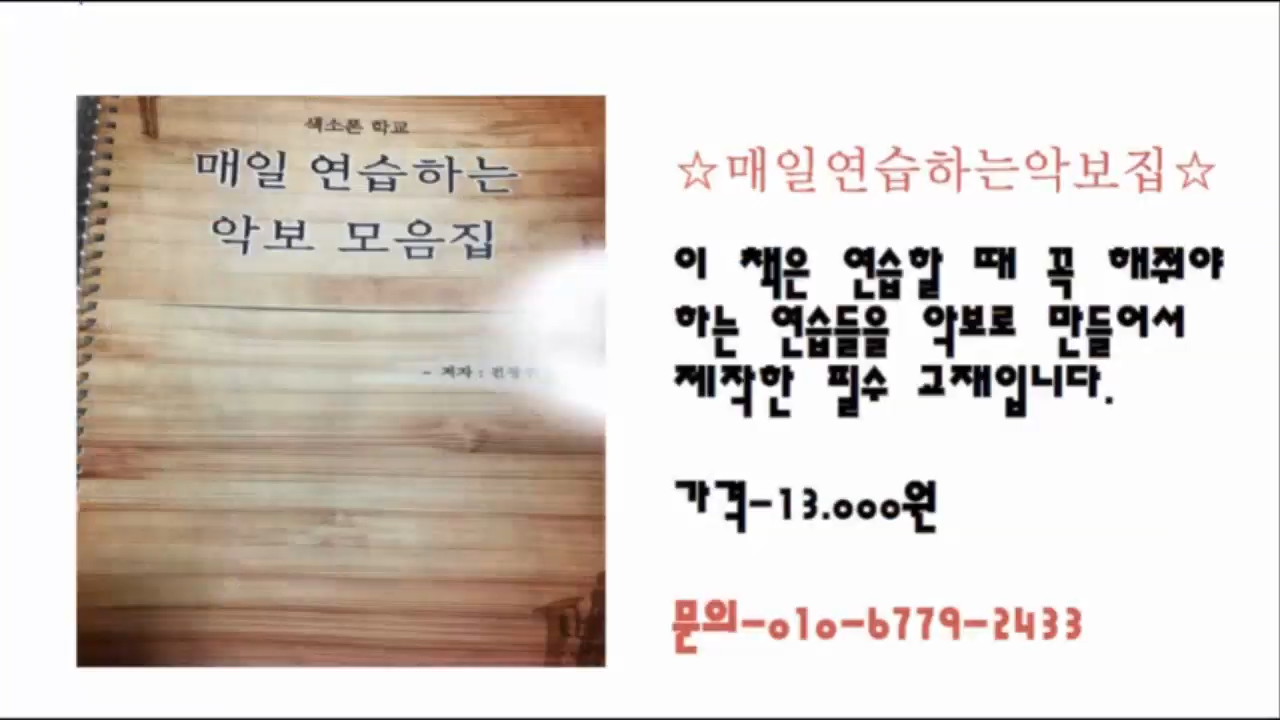 색소폰 학교
매일 연습하는
악보 모음집
- 저자 :
☆매일연습하는악보집☆
이 책은 연습할 때 꼭 해줘야
하는 연습들을 악보로 만들어서
제작한 필수 교재입니다.
가격-13.000원
문의-010-6779-2433